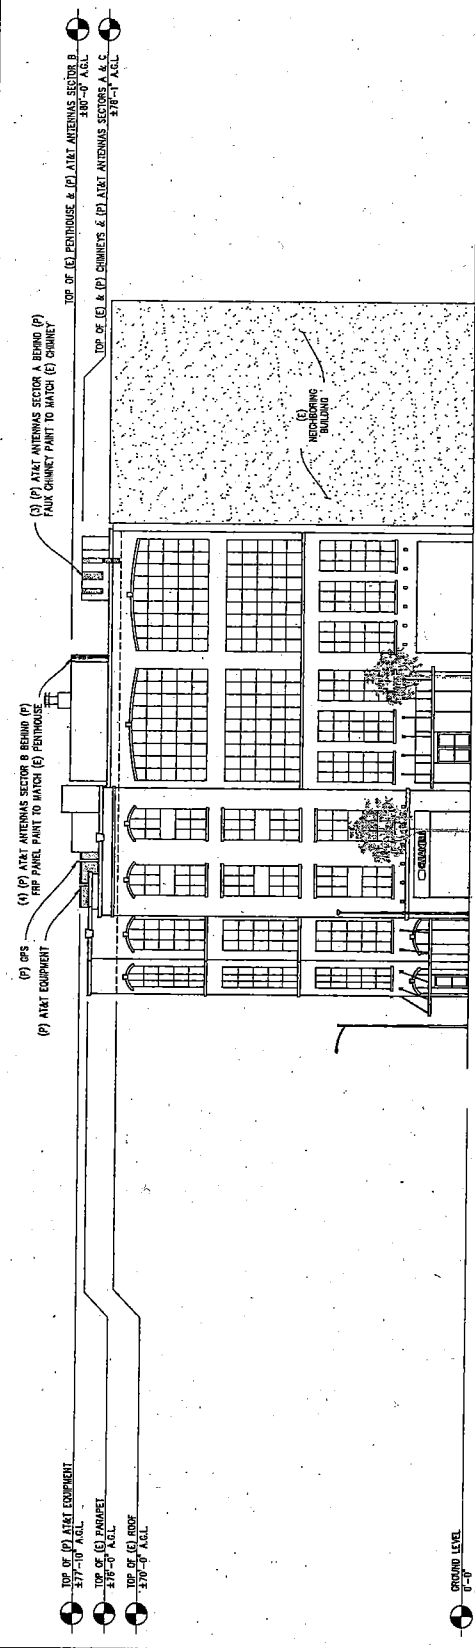 TOP OF (E) PENTHOUSE & (P) AT&T ANTENNAS SECTOR B
±80'-0" A.G.L.
TOP OF (E) & (P) CHIMNEYS & (P) AT&T ANTENNAS SECTORS A & C
±78'-1" A.G.L.
(3) (P) AT&T ANTENNAS SECTOR A BEHIND (P)
FAUX CHIMNEY PAINT TO MATCH (E) CHIMNEY
(4) (P) AT&T ANTENNAS SECTOR B BEHIND (P)
FRP PANEL PAINT TO MATCH (E) PENTHOUSE
(P) GPS
(P) AT&T EQUIPMENT
(E)
NEIGHBORING
BUILDING
TOP OF (P) AT&T EQUIPMENT
±77'-10" A.G.L.
TOP OF (E) PARAPET
±76'-0" A.G.L.
TOP OF (E) ROOF
±70'-0" A.G.L.
GROUND LEVEL
0'-0"